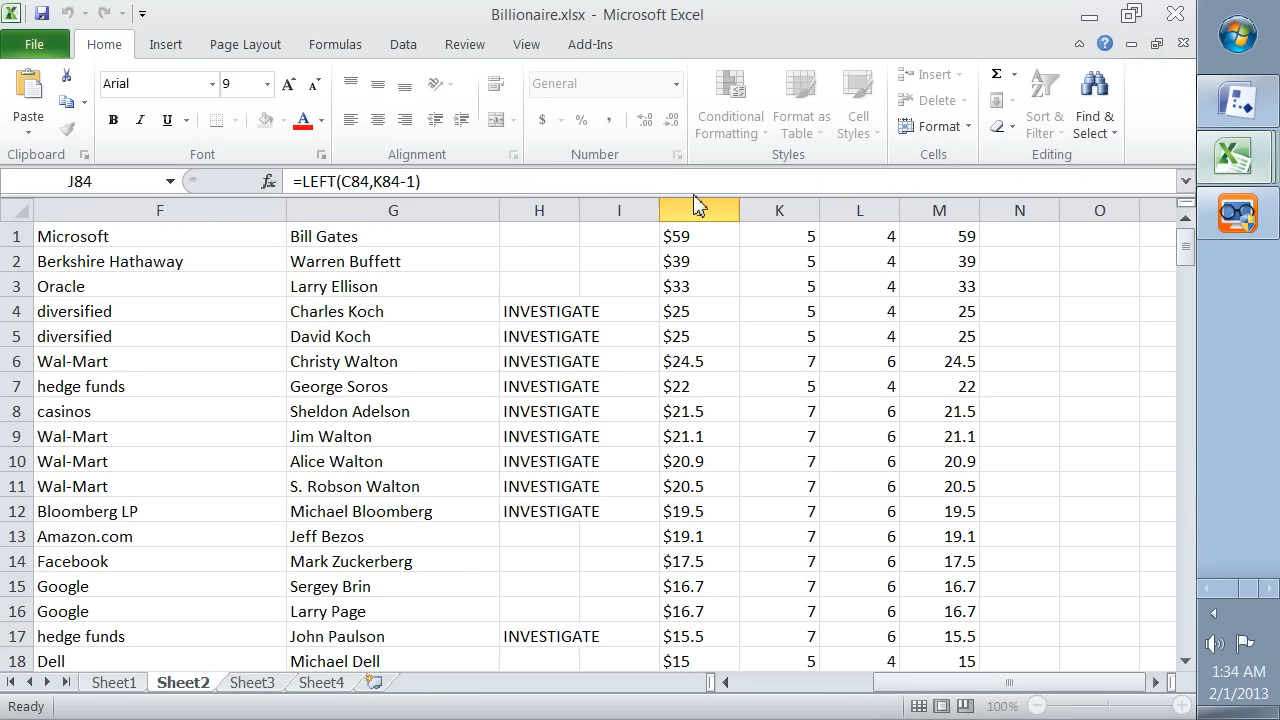 Billionaire.xlsx - Microsoft Excel
File Home Insert Page Layout Formulas Data Review View Add-Ins
Arial 9 General Insert Σ
Paste Conditional Format as Cell Delete Sort & Find &
B I U A $ % , Formatting Table Styles Format Filter Select
Clipboard Font Alignment Number Styles Cells Editing
J84 fx =LEFT(C84,K84-1)
F G H I K L M N O
1 Microsoft Bill Gates $59 5 4 59
2 Berkshire Hathaway Warren Buffett $39 5 4 39
3 Oracle Larry Ellison $33 5 4 33
4 diversified Charles Koch INVESTIGATE $25 5 4 25
5 diversified David Koch INVESTIGATE $25 5 4 25
6 Wal-Mart Christy Walton INVESTIGATE $24.5 7 6 24.5
7 hedge funds George Soros INVESTIGATE $22 5 4 22
8 casinos Sheldon Adelson INVESTIGATE $21.5 7 6 21.5
9 Wal-Mart Jim Walton INVESTIGATE $21.1 7 6 21.1
10 Wal-Mart Alice Walton INVESTIGATE $20.9 7 6 20.9
11 Wal-Mart S. Robson Walton INVESTIGATE $20.5 7 6 20.5
12 Bloomberg LP Michael Bloomberg INVESTIGATE $19.5 7 6 19.5
13 Amazon.com Jeff Bezos $19.1 7 6 19.1
14 Facebook Mark Zuckerberg $17.5 7 6 17.5
15 Google Sergey Brin $16.7 7 6 16.7
16 Google Larry Page $16.7 7 6 16.7
17 hedge funds John Paulson INVESTIGATE $15.5 7 6 15.5
18 Dell Michael Dell $15 5 4 15
Sheet1 Sheet2 Sheet3 Sheet4
Ready 100%
1:34 AM
2/1/2013